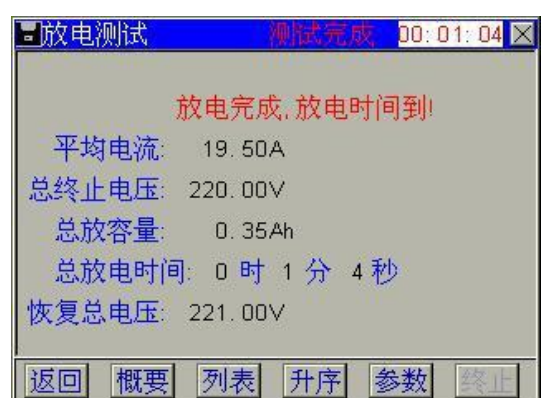 放电测试 测试完成 00:01:04
放电完成,放电时间到!
平均电流: 19.50A
总终止电压: 220.00V
总放容量: 0.35Ah
总放电时间: 0 时 1 分 4 秒
恢复总电压: 221.00V
返回 概要 列表 升序 参数 终止